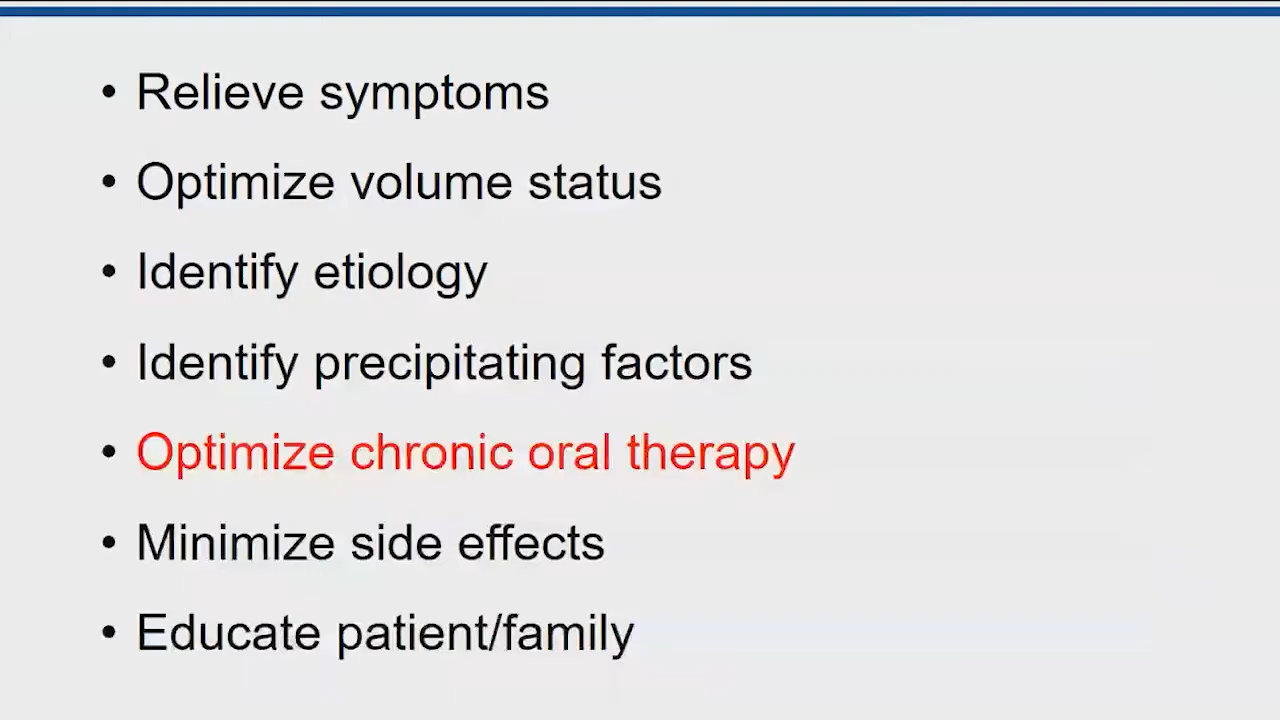 • Relieve symptoms
• Optimize volume status
• Identify etiology
• Identify precipitating factors
• Optimize chronic oral therapy
• Minimize side effects
• Educate patient/family